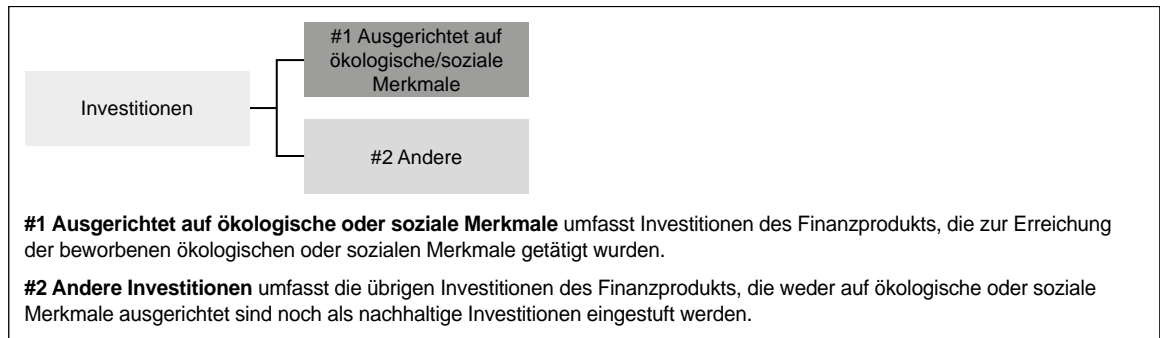 #1 Ausgerichtet auf
ökologische/soziale
Merkmale
Investitionen
#2 Andere
#1 Ausgerichtet auf ökologische oder soziale Merkmale umfasst Investitionen des Finanzprodukts, die zur Erreichung
der beworbenen ökologischen oder sozialen Merkmale getätigt wurden.
#2 Andere Investitionen umfasst die übrigen Investitionen des Finanzprodukts, die weder auf ökologische oder soziale
Merkmale ausgerichtet sind noch als nachhaltige Investitionen eingestuft werden.